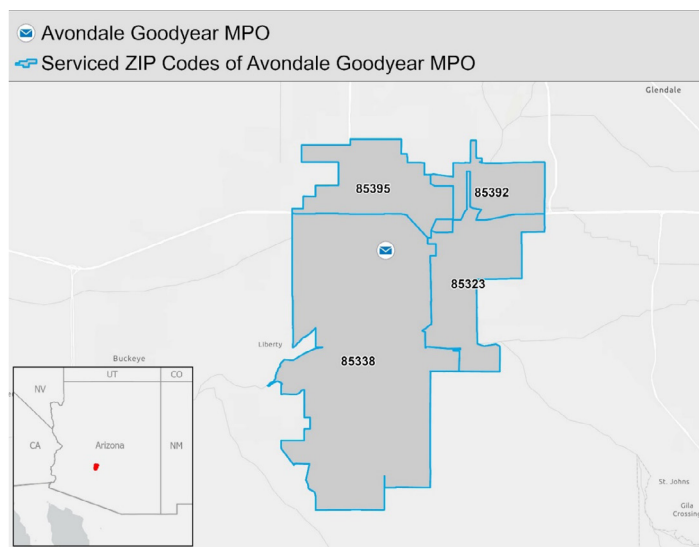 Avondale Goodyear MPO
Serviced ZIP Codes of Avondale Goodyear MPO
Glendale
85395
85392
85323
Liberty
Buckeye
85338
UT
CO
NV
CA
Arizona
NM
St. Johns
Gila
Crossing